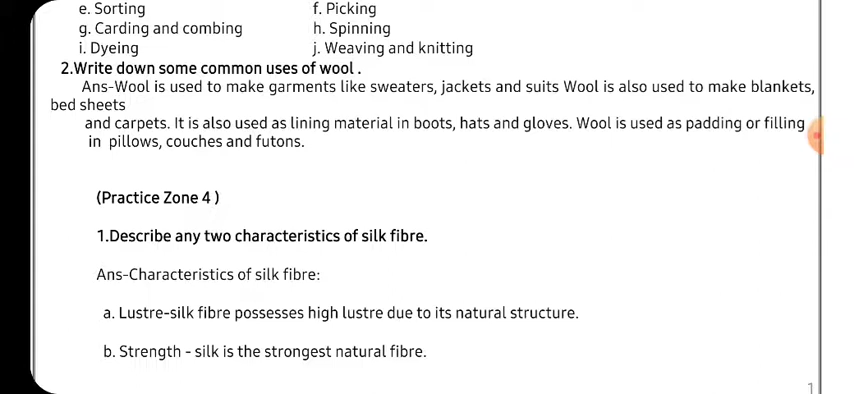 e. Sorting f. Picking
g. Carding and combing h. Spinning
i. Dyeing j. Weaving and knitting
2.Write down some common uses of wool .
Ans-Wool is used to make garments like sweaters, jackets and suits Wool is also used to make blankets,
bed sheets
and carpets. It is also used as lining material in boots, hats and gloves. Wool is used as padding or filling
in pillows, couches and futons.
(Practice Zone 4 )
1.Describe any two characteristics of silk fibre.
Ans-Characteristics of silk fibre:
a. Lustre-silk fibre possesses high lustre due to its natural structure.
b. Strength - silk is the strongest natural fibre.
1